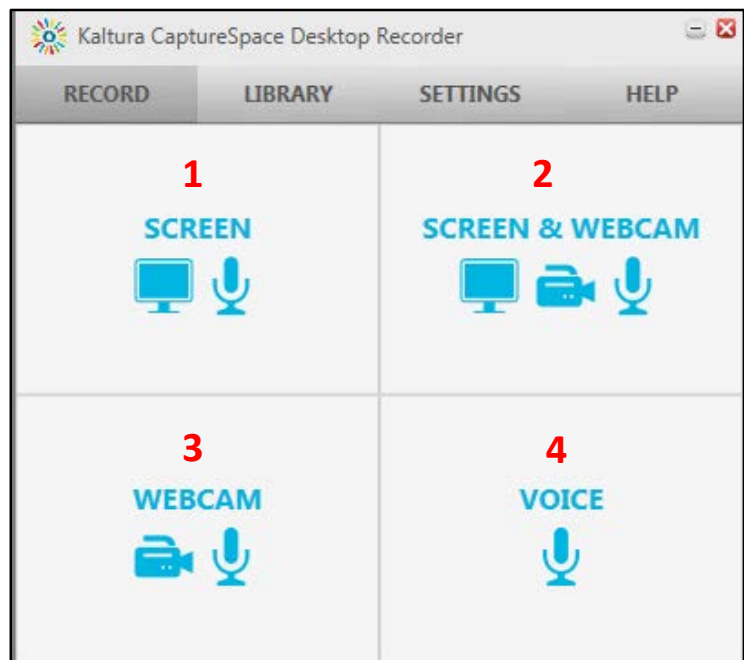 Kaltura CaptureSpace Desktop Recorder
RECORD LIBRARY SETTINGS HELP
1
SCREEN
2
SCREEN & WEBCAM
3
WEBCAM
4
VOICE